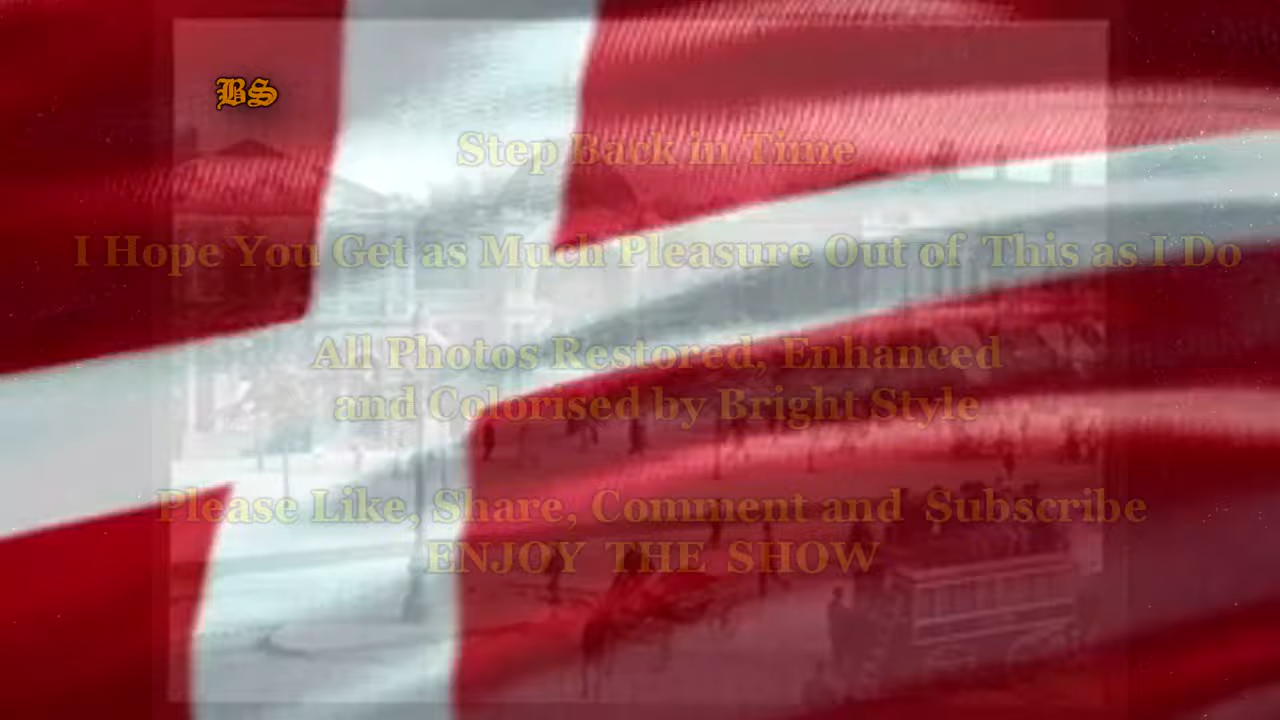 BS
Step Back in Time
I Hope You Get as Much Pleasure Out of This as I Do
All Photos Restored, Enhanced
and Colorised by Bright Style
Please Like, Share, Comment and Subscribe
ENJOY THE SHOW